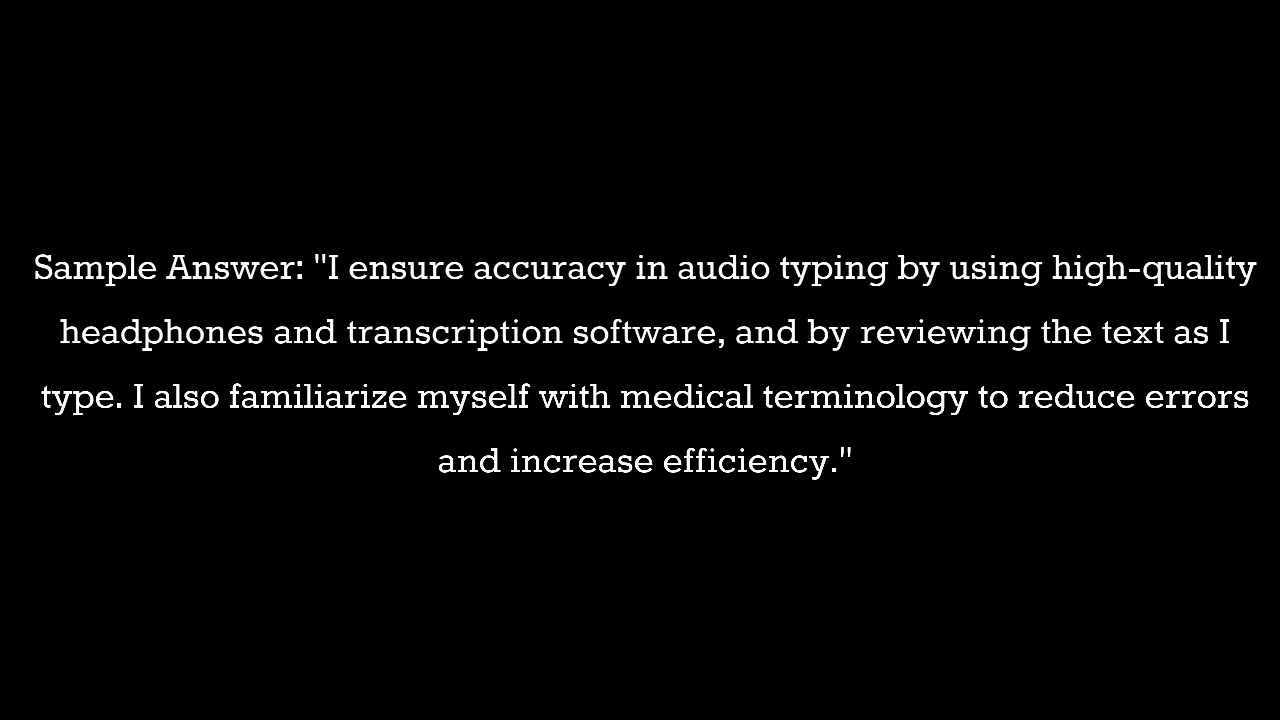 Sample Answer: "I ensure accuracy in audio typing by using high-quality
headphones and transcription software, and by reviewing the text as I
type. I also familiarize myself with medical terminology to reduce errors
and increase efficiency."